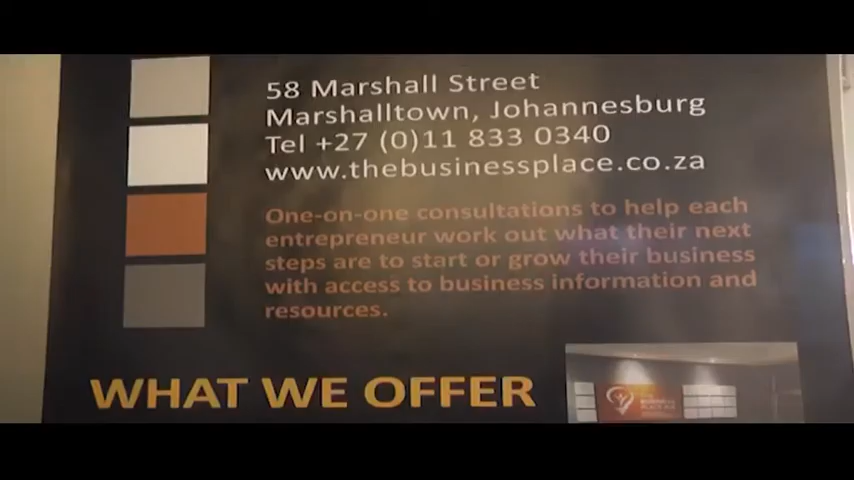 58 Marshall Street
Marshalltown, Johannesburg
Tel +27 (0)11 833 0340
www.thebusinessplace.co.za
One-on-one consultations to help each
entrepreneur work out what their next
steps are to start or grow their business
with access to business information and
resources.
WHAT WE OFFER